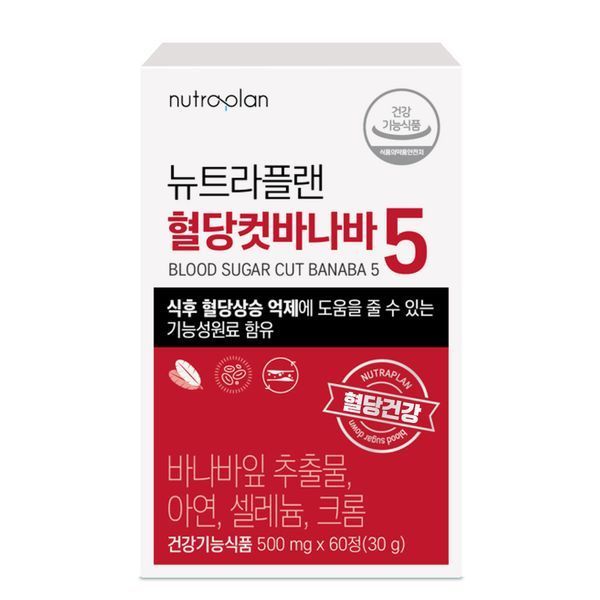 nutraplan
건강
기능식품
식품의약품안전처
뉴트라플랜
혈당컷바나바 5
BLOOD SUGAR CUT BANABA 5
식후 혈당상승 억제에 도움을 줄 수 있는
기능성원료 함유
NUTRAPLAN
혈당건강
blood sugar down
바나바잎 추출물,
아연, 셀레늄, 크롬
건강기능식품 500 mg x 60정(30 g)